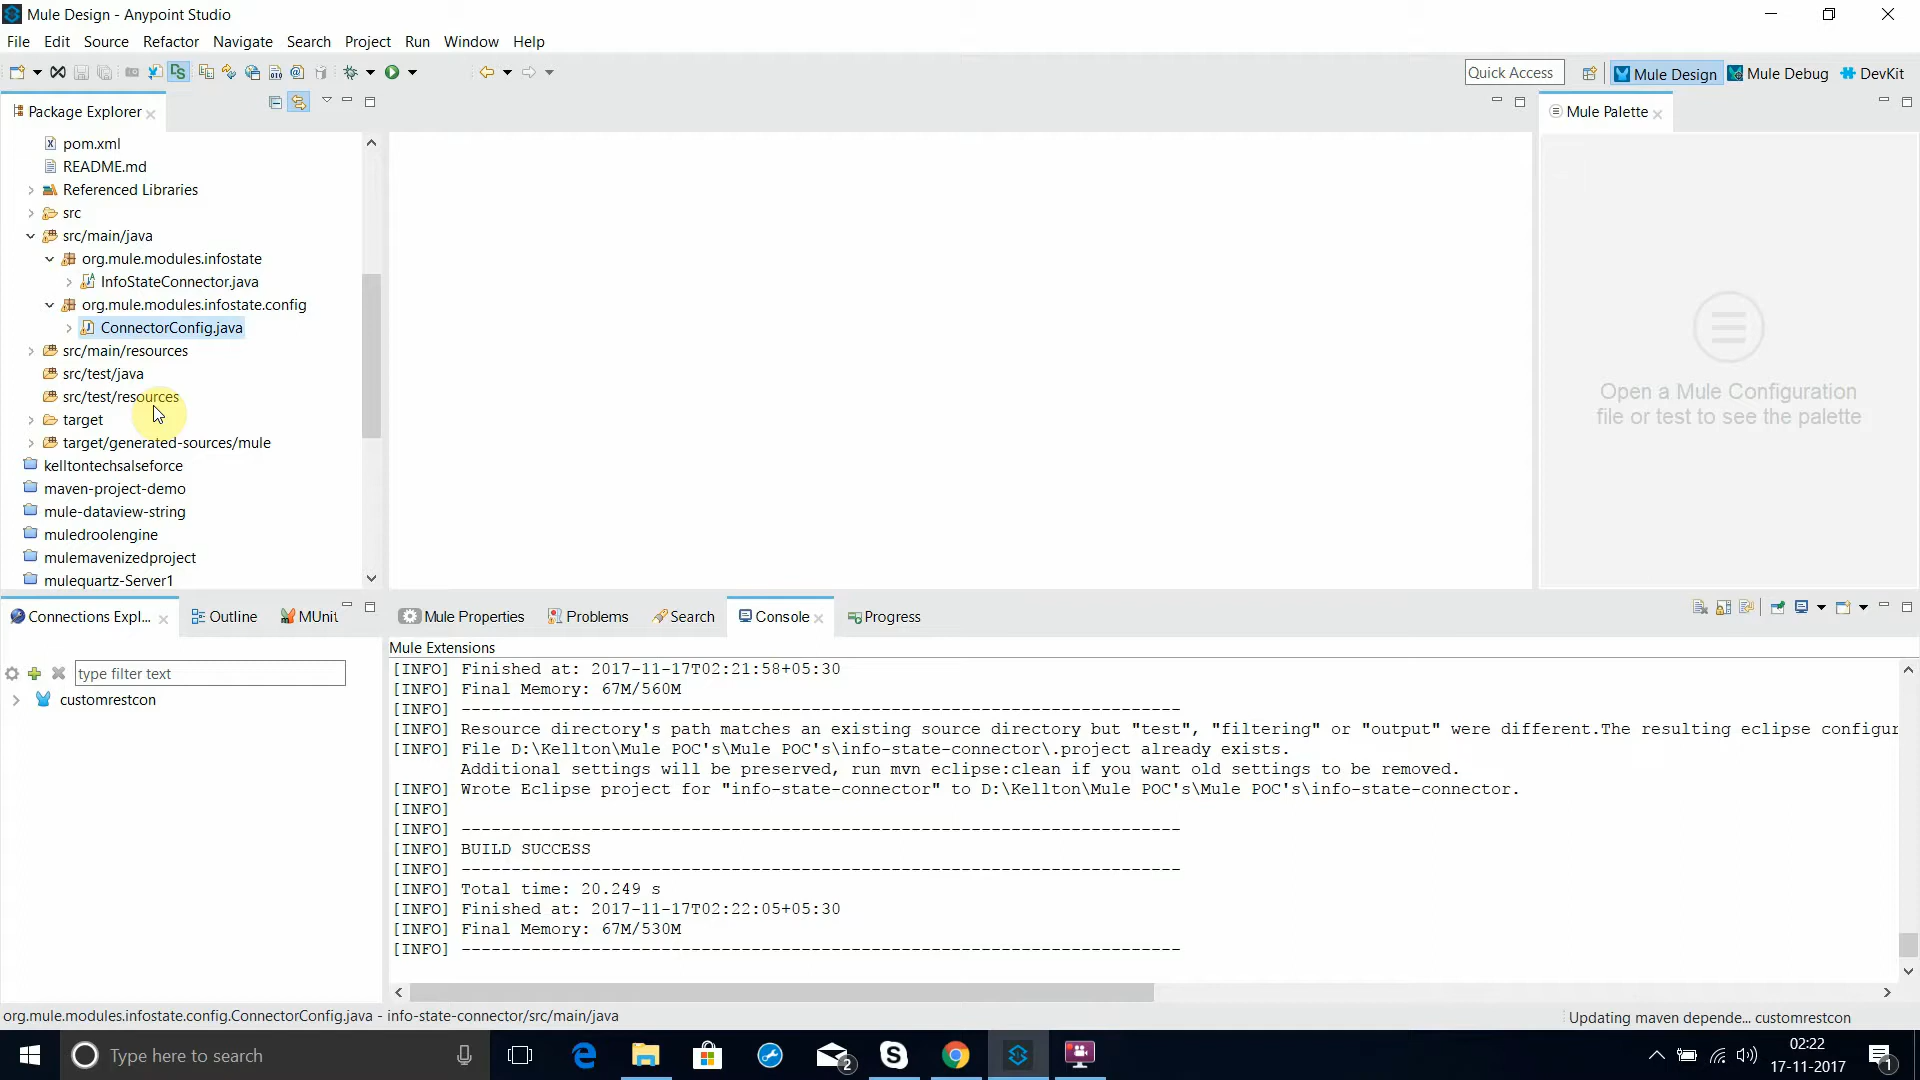 Mule Design - Anypoint Studio
File Edit Source Refactor Navigate Search Project Run Window Help
Quick Access Mule Design Mule Debug DevKit
Package Explorer
Mule Palette
pom.xml
README.md
Referenced Libraries
src
src/main/java
org.mule.modules.infostate
InfoStateConnector.java
org.mule.modules.infostate.config
ConnectorConfig.java
src/main/resources
src/test/java
src/test/resources
target
target/generated-sources/mule
kelltontechsalseforce
maven-project-demo
mule-dataview-string
muledroolengine
mulemavenizedproject
mulequartz-Server1
Open a Mule Configuration
file or test to see the palette
Connections Expl... Outline MUnit
type filter text
customrestcon
Mule Properties Problems Search Console Progress
Mule Extensions
[INFO] Finished at: 2017-11-17T02:21:58+05:30
[INFO] Final Memory: 67M/560M
[INFO] ------------------------------------------------------------------------
[INFO] Resource directory's path matches an existing source directory but "test", "filtering" or "output" were different.The resulting eclipse configur
[INFO] File D:\Kellton\Mule POC's\Mule POC's\info-state-connector\.project already exists.
Additional settings will be preserved, run mvn eclipse:clean if you want old settings to be removed.
[INFO] Wrote Eclipse project for "info-state-connector" to D:\Kellton\Mule POC's\Mule POC's\info-state-connector.
[INFO]
[INFO] ------------------------------------------------------------------------
[INFO] BUILD SUCCESS
[INFO] ------------------------------------------------------------------------
[INFO] Total time: 20.249 s
[INFO] Finished at: 2017-11-17T02:22:05+05:30
[INFO] Final Memory: 67M/530M
[INFO] ------------------------------------------------------------------------
org.mule.modules.infostate.config.ConnectorConfig.java - info-state-connector/src/main/java
Updating maven depende... customrestcon
Type here to search
2
02:22
17-11-2017
1